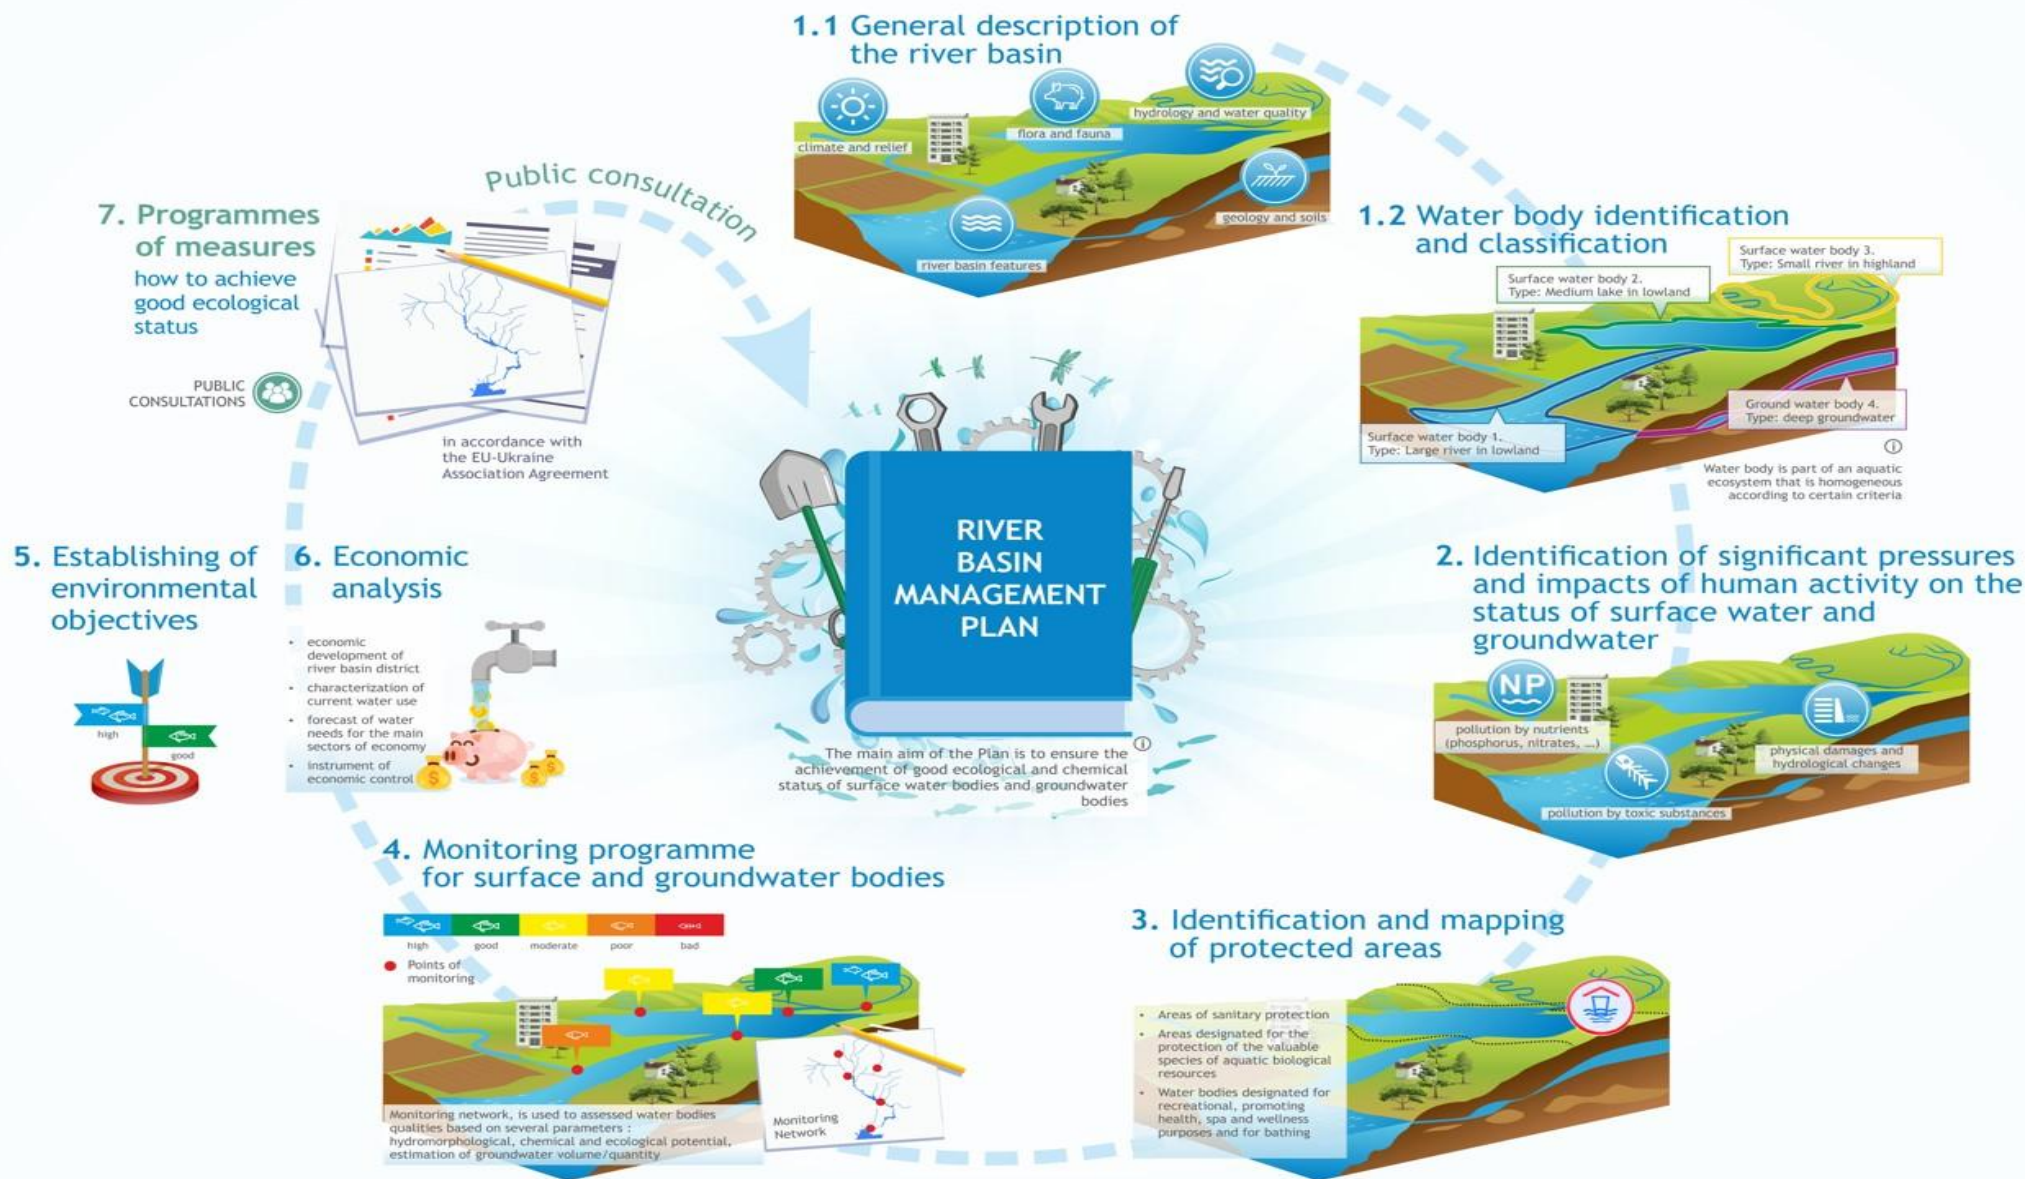 1.1 General description of
the river basin
climate and relief
flora and fauna
hydrology and water quality
geology and soils
river basin features
1.2 Water body identification
and classification
Surface water body 3.
Type: Small river in highland
Surface water body 2.
Type: Medium lake in lowland
Ground water body 4.
Type: deep groundwater
Surface water body 1.
Type: Large river in lowland
i
Water body is part of an aquatic
ecosystem that is homogeneous
according to certain criteria
2. Identification of significant pressures
and impacts of human activity on the
status of surface water and
groundwater
NP
pollution by nutrients
(phosphorus, nitrates, ...)
physical damages and
hydrological changes
pollution by toxic substances
3. Identification and mapping
of protected areas
• Areas of sanitary protection
• Areas designated for the
protection of the valuable
species of aquatic biological
resources
• Water bodies designated for
recreational, promoting
health, spa and wellness
purposes and for bathing
4. Monitoring programme
for surface and groundwater bodies
high good moderate poor bad
Points of
monitoring
Monitoring
Network
Monitoring network, is used to assessed water bodies
qualities based on several parameters :
hydromorphological, chemical and ecological potential,
estimation of groundwater volume/quantity
5. Establishing of
environmental
objectives
high
good
6. Economic
analysis
• economic
development of
river basin district
• characterization of
current water use
• forecast of water
needs for the main
sectors of economy
• instrument of
economic control
$ $ $
7. Programmes
of measures
how to achieve
good ecological
status
PUBLIC
CONSULTATIONS
in accordance with
the EU-Ukraine
Association Agreement
Public consultation
RIVER
BASIN
MANAGEMENT
PLAN
i
The main aim of the Plan is to ensure the
achievement of good ecological and chemical
status of surface water bodies and groundwater
bodies